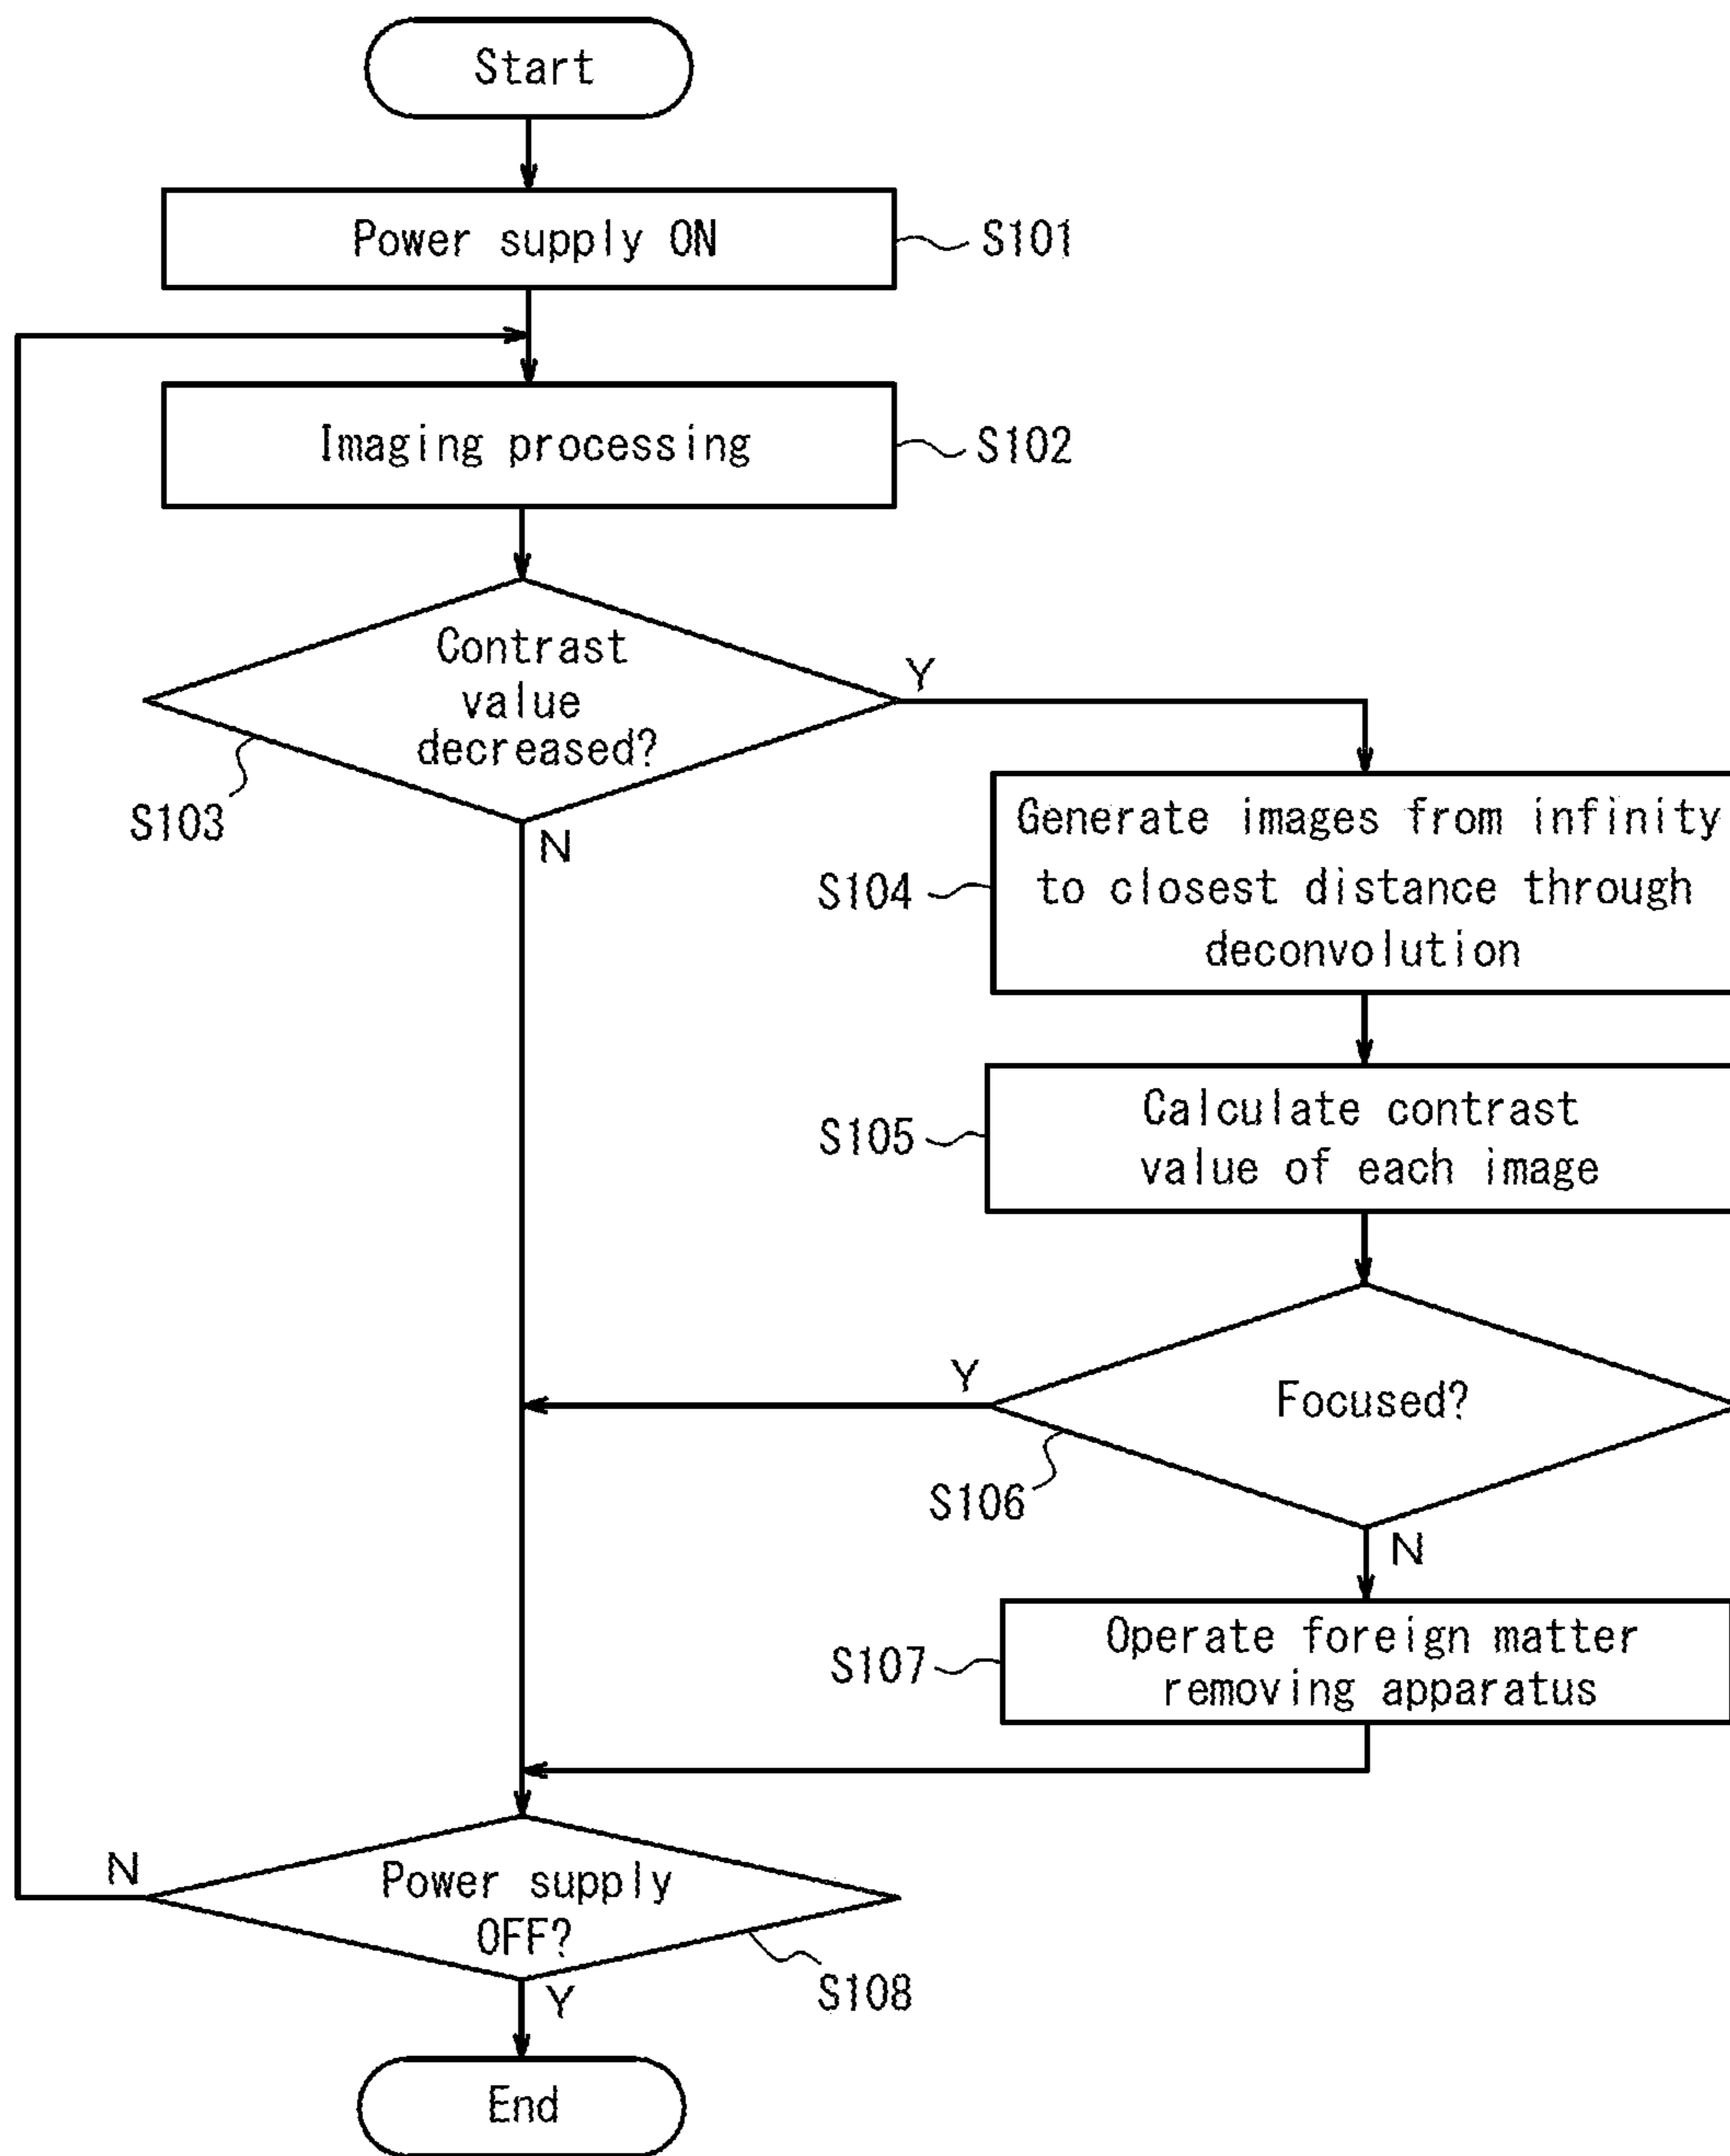 Start
Power supply ON
S101
Imaging processing
S102
Contrast
value
decreased?
Y
S103
N
Generate images from infinity
to closest distance through
deconvolution
S104
Calculate contrast
value of each image
S105
Y
Focused?
S106
N
Operate foreign matter
removing apparatus
S107
N
Power supply
OFF?
S108
Y
End